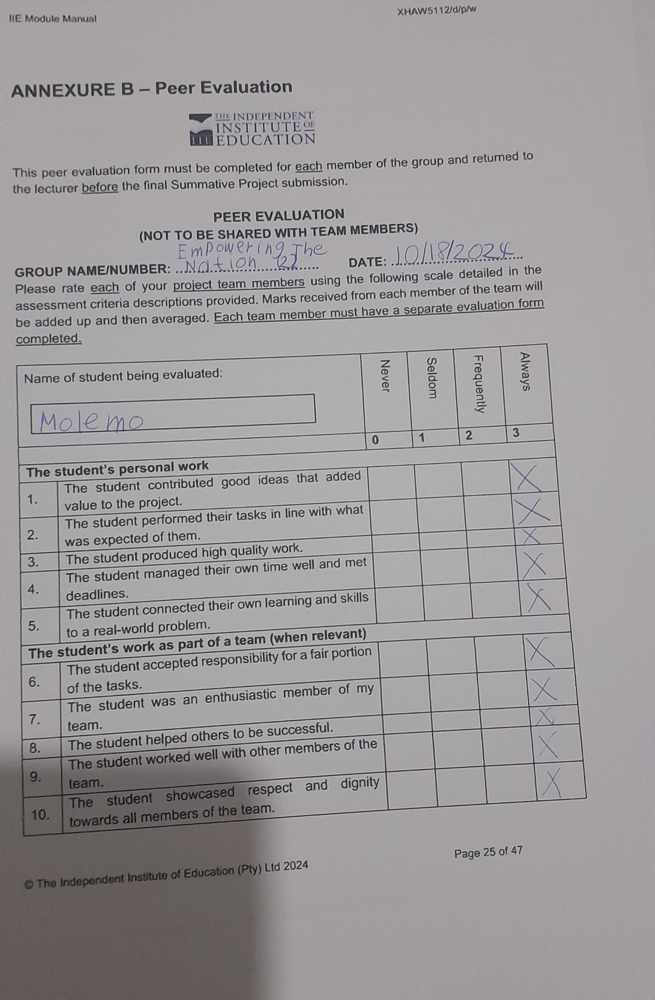 IIE Module Manual
XHAW5112/d/p/w
ANNEXURE B – Peer Evaluation
THE INDEPENDENT
INSTITUTE OF
IIE EDUCATION
This peer evaluation form must be completed for each member of the group and returned to
the lecturer before the final Summative Project submission.
PEER EVALUATION
(NOT TO BE SHARED WITH TEAM MEMBERS)
Empowering The
GROUP NAME/NUMBER: Nation DATE: 10/18/2024
Please rate each of your project team members using the following scale detailed in the
assessment criteria descriptions provided. Marks received from each member of the team will
be added up and then averaged. Each team member must have a separate evaluation form
completed.
Name of student being evaluated:
Never
Seldom
Frequently
Always
Molemo
0 1 2 3
The student's personal work
1. The student contributed good ideas that added
value to the project. X
2. The student performed their tasks in line with what
was expected of them. X
3. The student produced high quality work. X
4. The student managed their own time well and met
deadlines. X
5. The student connected their own learning and skills
to a real-world problem. X
The student's work as part of a team (when relevant)
6. The student accepted responsibility for a fair portion
of the tasks. X
7. The student was an enthusiastic member of my
team. X
8. The student helped others to be successful. X
9. The student worked well with other members of the
team. X
10. The student showcased respect and dignity
towards all members of the team. X
Page 25 of 47
© The Independent Institute of Education (Pty) Ltd 2024